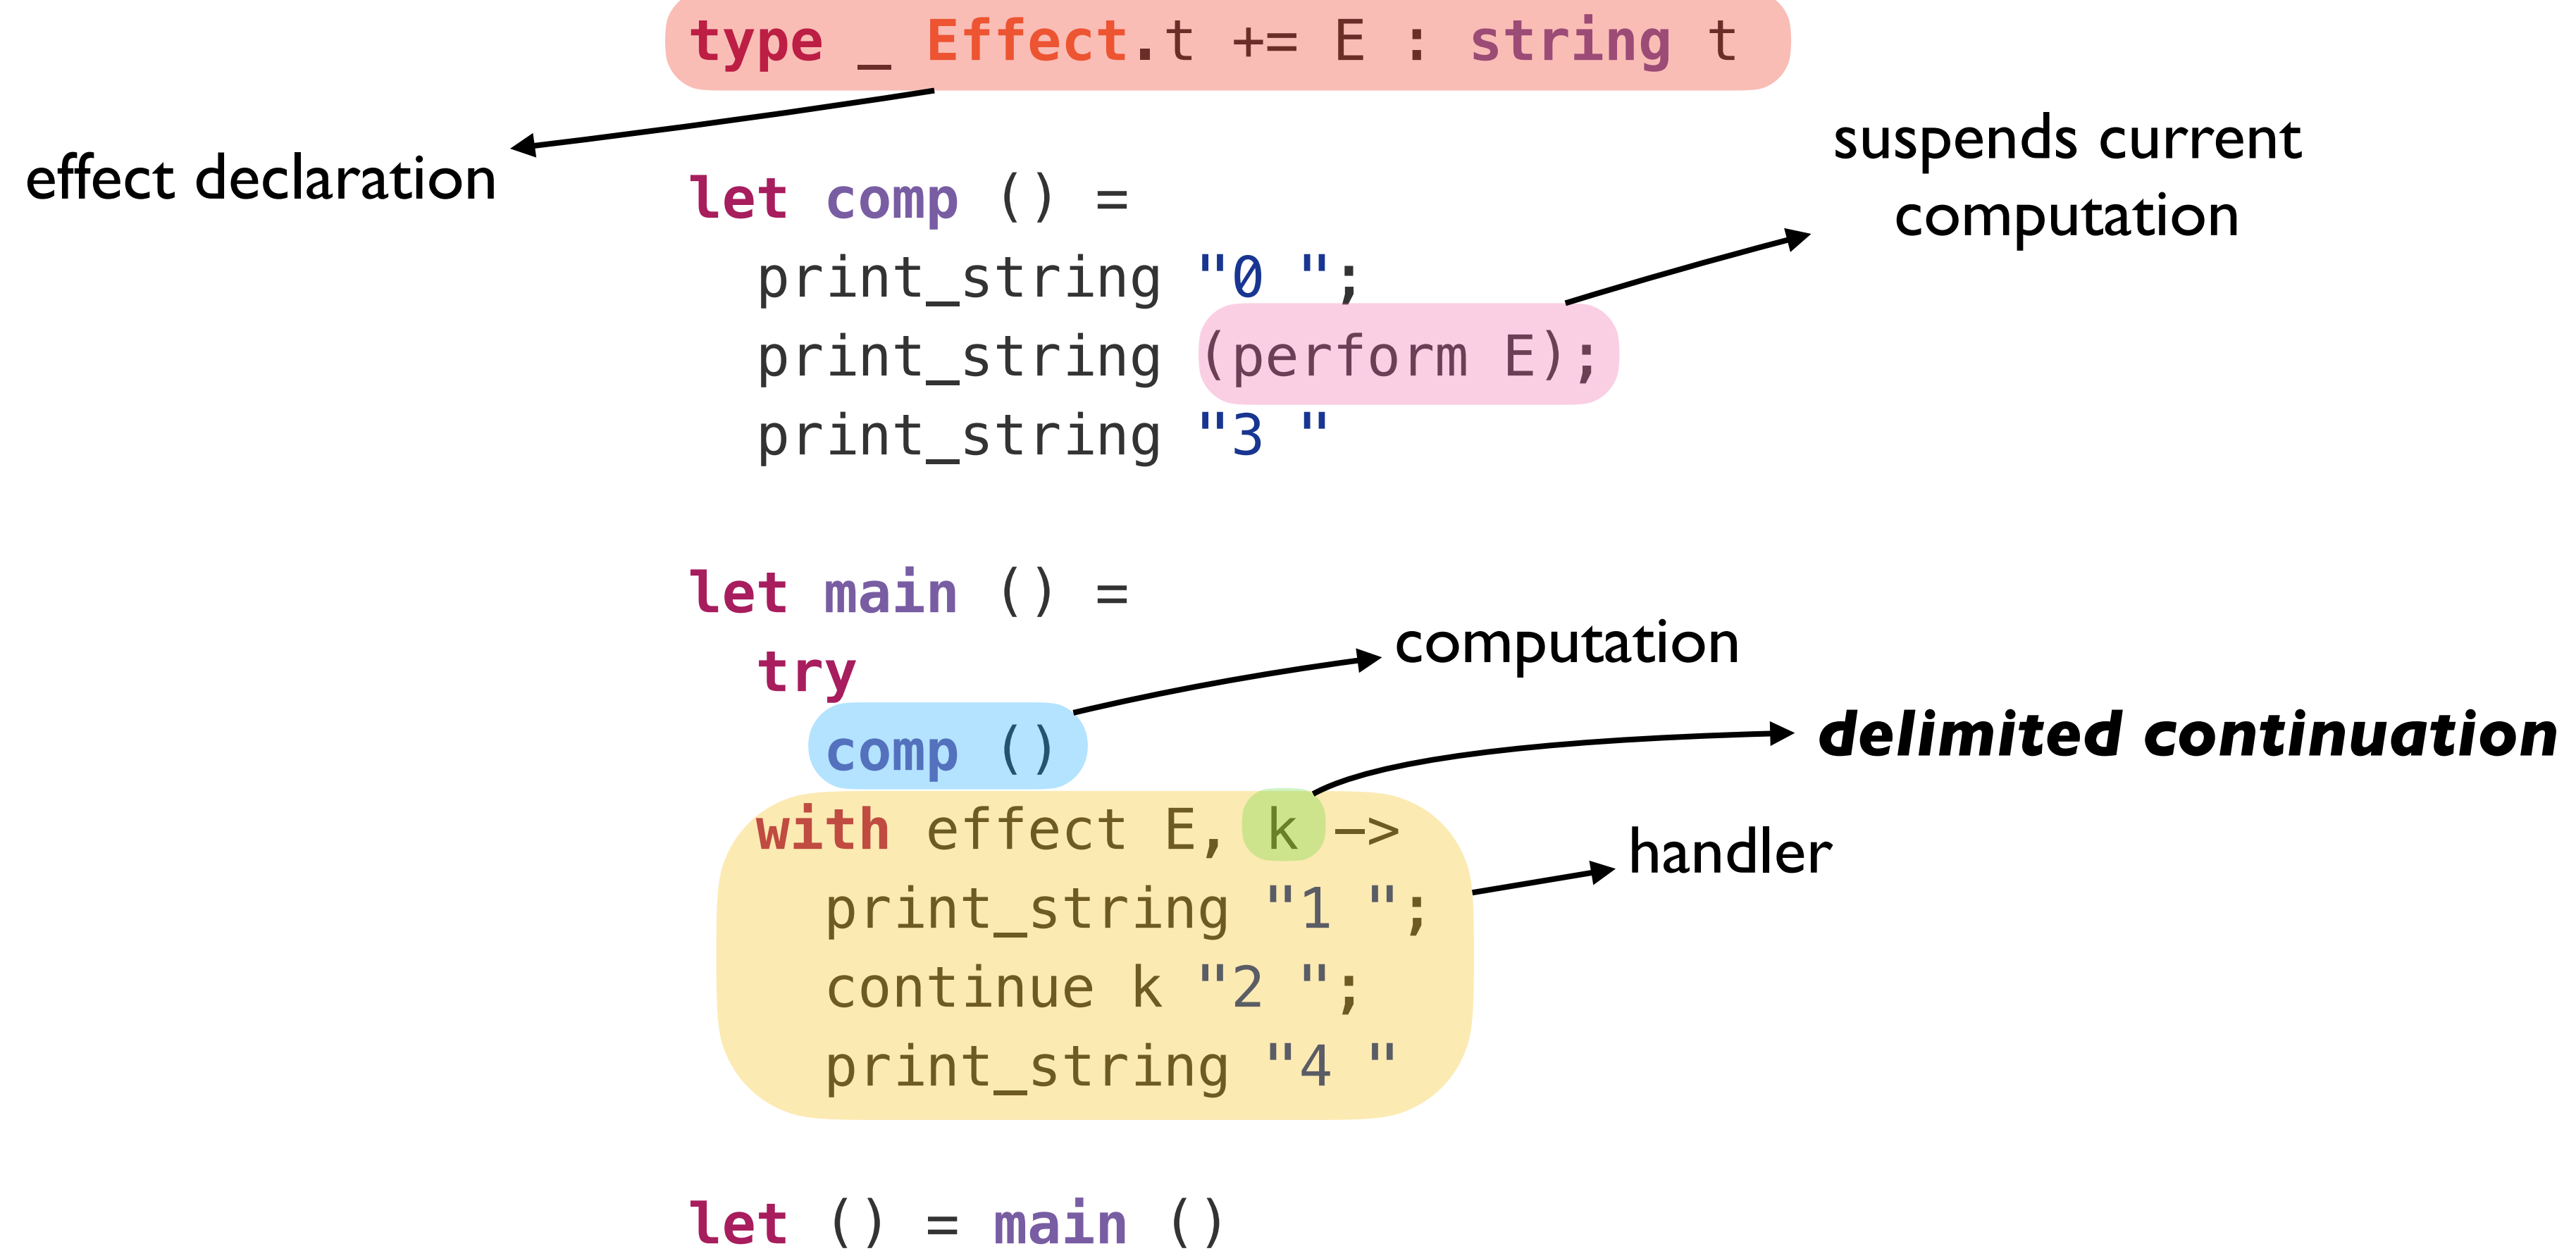 type _ Effect.t += E : string t
effect declaration
suspends current
computation
let comp () =
print_string "0 ";
print_string (perform E);
print_string "3 "
let main () =
try
computation
comp ()
delimited continuation
with effect E, k ->
handler
print_string "1 ";
continue k "2 ";
print_string "4 "
let () = main ()